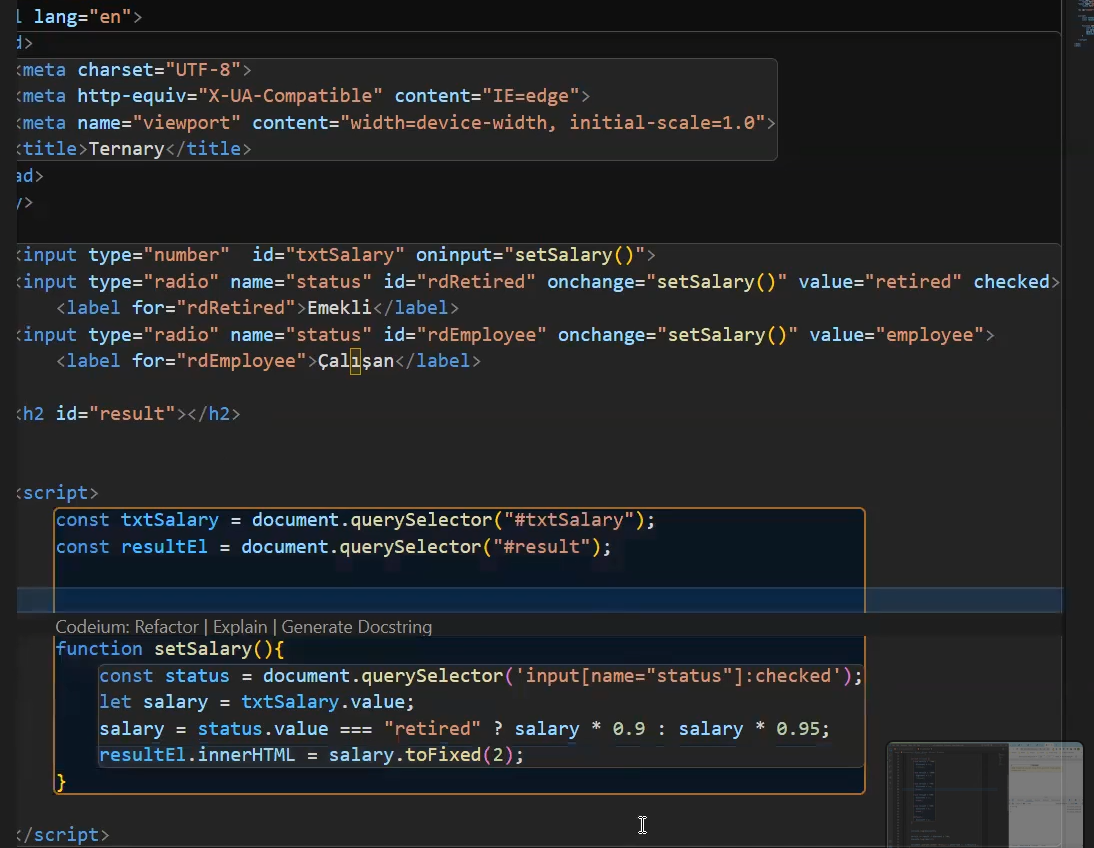 l lang="en">
d>
<meta charset="UTF-8">
<meta http-equiv="X-UA-Compatible" content="IE=edge">
<meta name="viewport" content="width=device-width, initial-scale=1.0">
<title>Ternary</title>
ad>
y>
<input type="number"  id="txtSalary" oninput="setSalary()">
<input type="radio" name="status" id="rdRetired" onchange="setSalary()" value="retired" checked>
<label for="rdRetired">Emekli</label>
<input type="radio" name="status" id="rdEmployee" onchange="setSalary()" value="employee">
<label for="rdEmployee">Çalışan</label>
<h2 id="result"></h2>
<script>
const txtSalary = document.querySelector("#txtSalary");
const resultEl = document.querySelector("#result");
Codeium: Refactor | Explain | Generate Docstring
function setSalary(){
const status = document.querySelector('input[name="status"]:checked');
let salary = txtSalary.value;
salary = status.value === "retired" ? salary * 0.9 : salary * 0.95;
resultEl.innerHTML = salary.toFixed(2);
}
</script>